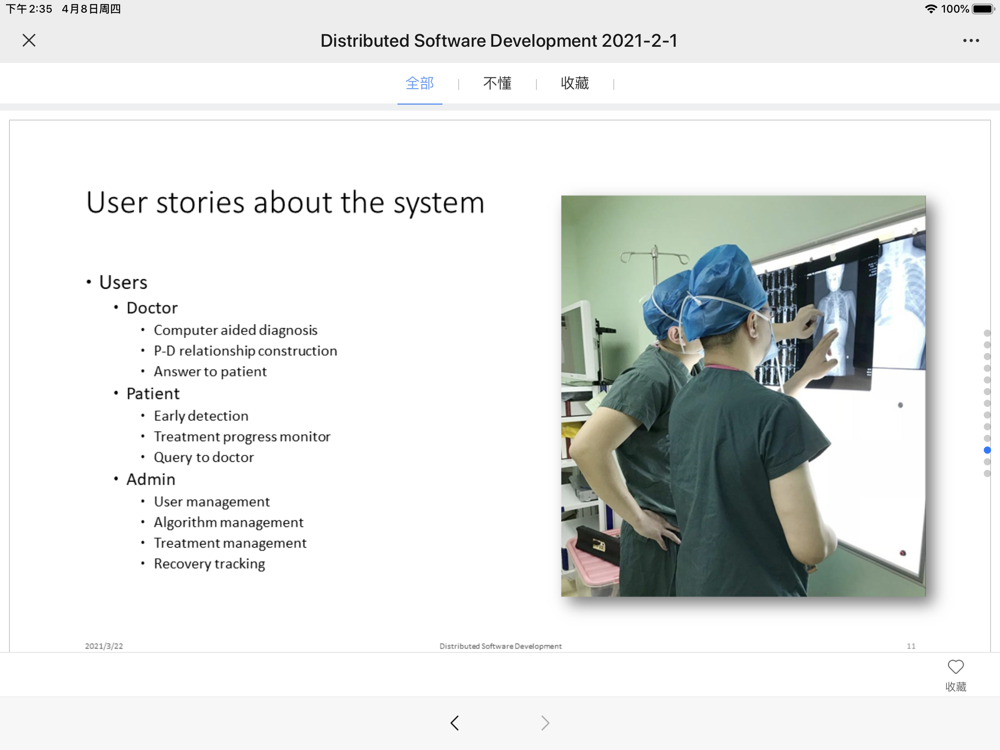 下午2:35 4月8日周四
100%
Distributed Software Development 2021-2-1
全部 | 不懂 | 收藏 |
User stories about the system
• Users
• Doctor
• Computer aided diagnosis
• P-D relationship construction
• Answer to patient
• Patient
• Early detection
• Treatment progress monitor
• Query to doctor
• Admin
• User management
• Algorithm management
• Treatment management
• Recovery tracking
2021/3/22
Distributed Software Development
11
收藏